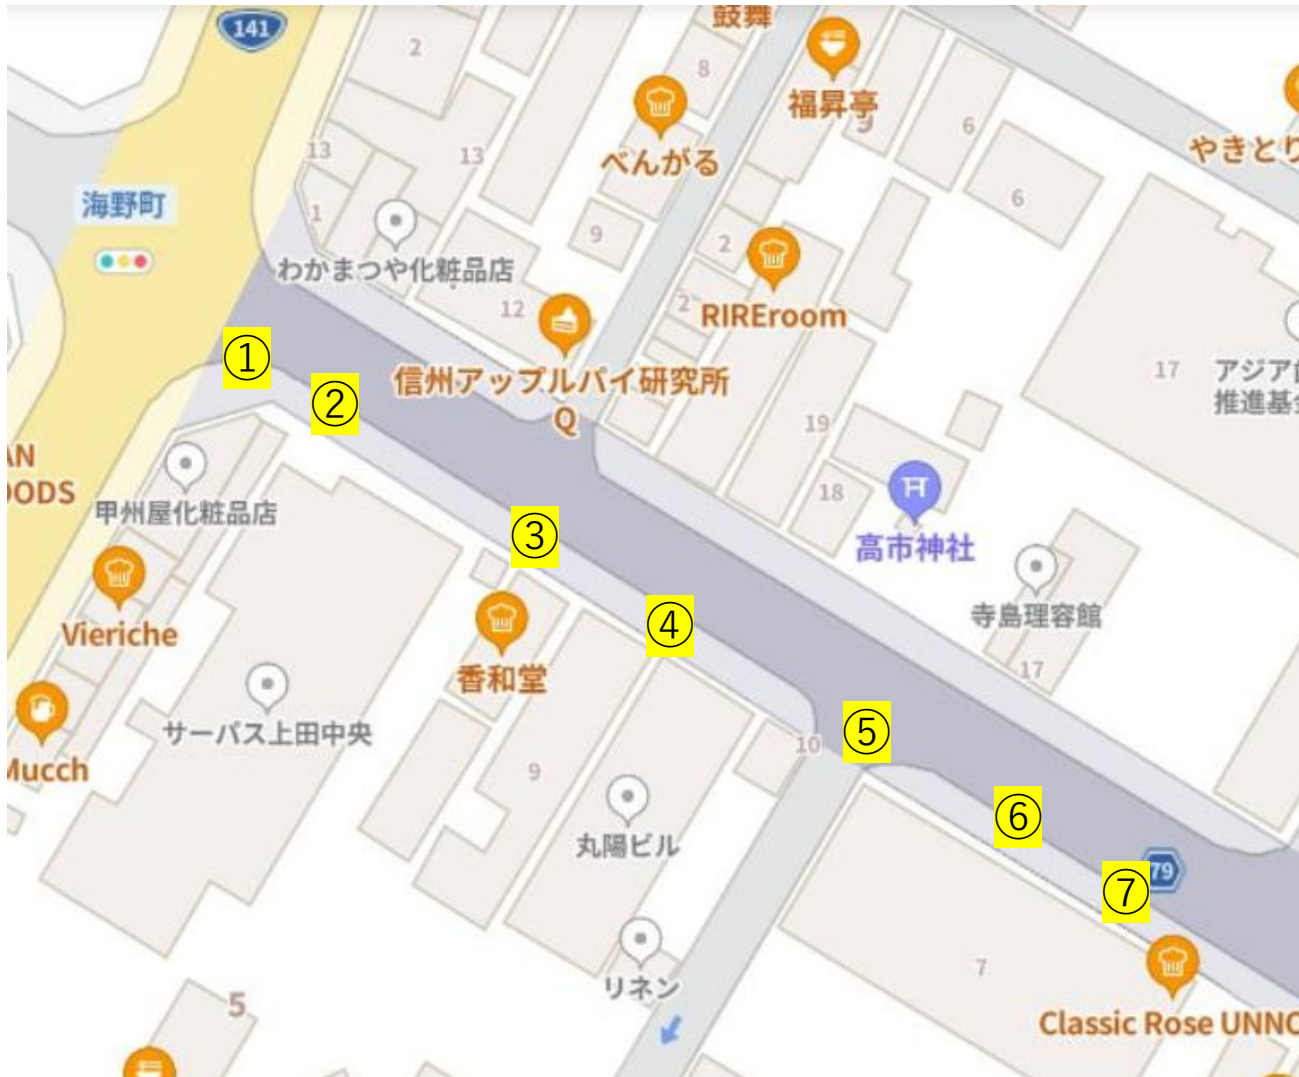 141
鼓舞
2
8
福昇亭
べんがる
6
やきとり
13
13
6
海野町
1
9
2
わかまつや化粧品店
12
2
RIREroom
17
アジア
推進基
①
②
信州アップルパイ研究所
Q
19
18
高市神社
AN
OODS
甲州屋化粧品店
③
寺島理容館
17
Vieriche
④
香和堂
サーパス上田中央
⑤
10
Mucch
9
丸陽ビル
⑥
79
⑦
リネン
7
5
Classic Rose UNNO